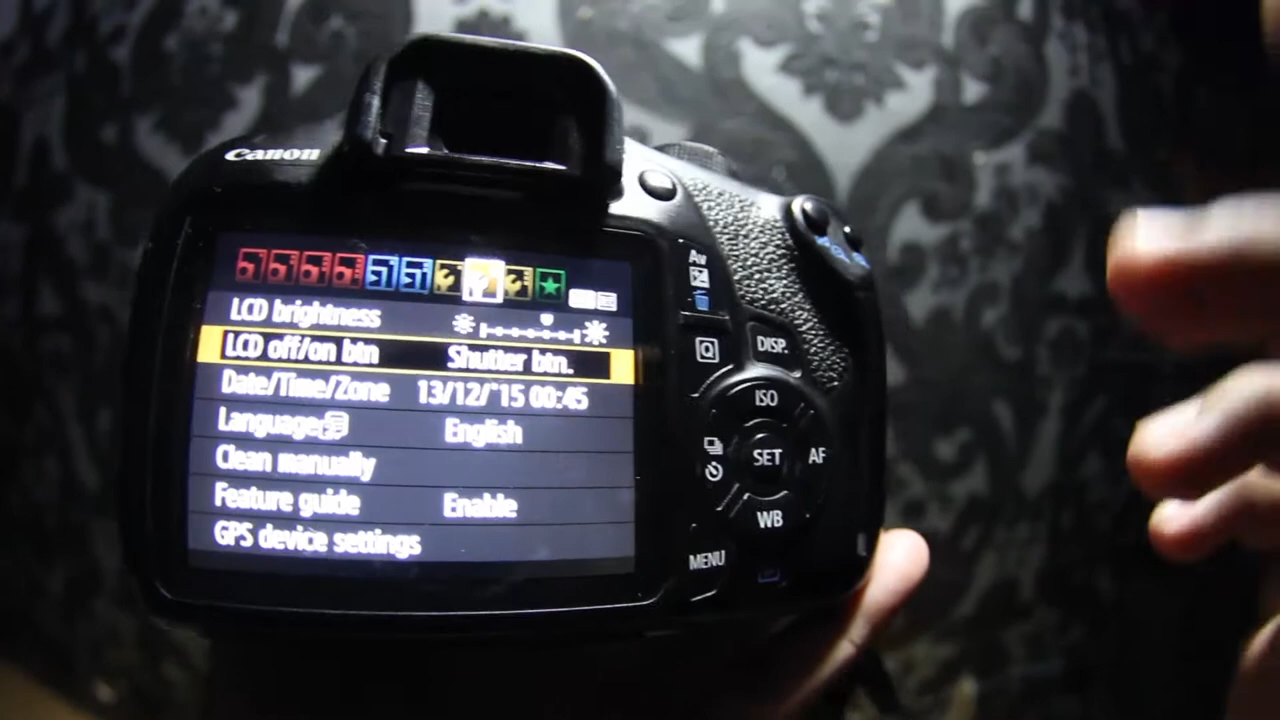 Canon
LCD brightness
LCD off/on btn Shutter btn.
Date/Time/Zone 13/12/'15 00:45
Language English
Clean manually
Feature guide Enable
GPS device settings
Av
Q DISP.
ISO
SET AF
WB
MENU